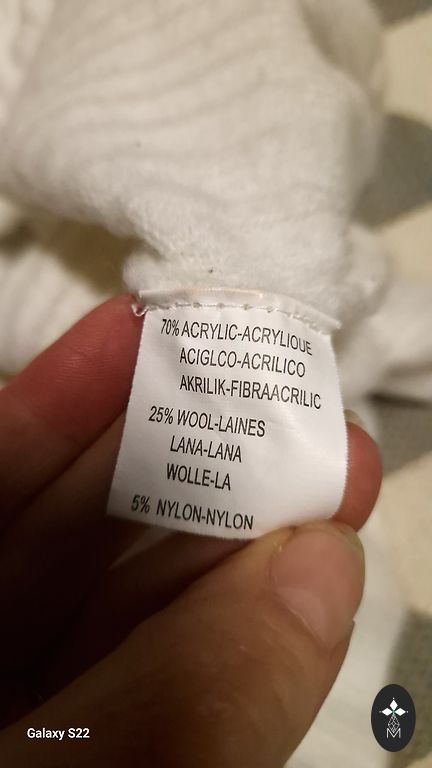 70% ACRYLIC-ACRYLIQUE
ACIGLCO-ACRILICO
AKRILIK-FIBRAACRILIC
25% WOOL-LAINES
LANA-LANA
WOLLE-LA
5% NYLON-NYLON
Galaxy S22
M